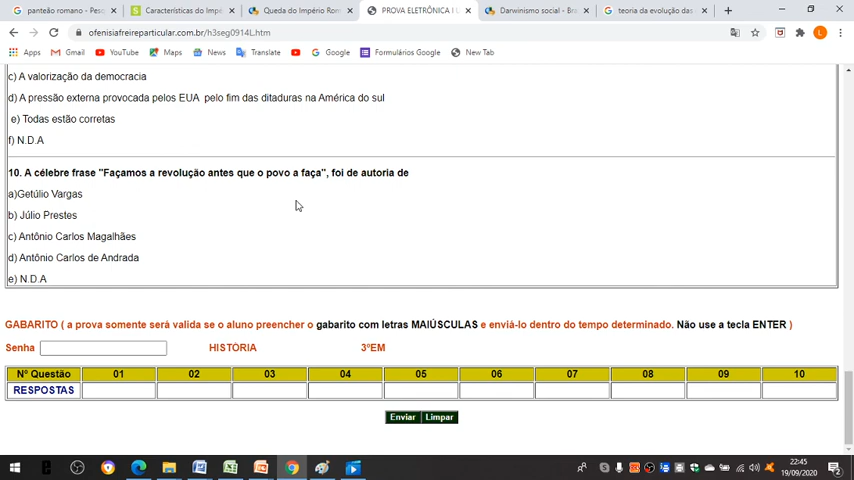 panteão romano - Pesq
Características do Impé
Queda do Império Rom
PROVA ELETRÔNICA I C
Darwinismo social - Bra
teoria da evolução das
ofenisiafreireparticular.com.br/h3seg0914L.htm
Apps
Gmail
YouTube
Maps
News
Translate
Google
Formulários Google
New Tab
c) A valorização da democracia
d) A pressão externa provocada pelos EUA pelo fim das ditaduras na América do sul
e) Todas estão corretas
f) N.D.A
10. A célebre frase "Façamos a revolução antes que o povo a faça", foi de autoria de
a)Getúlio Vargas
b) Júlio Prestes
c) Antônio Carlos Magalhães
d) Antônio Carlos de Andrada
e) N.D.A
GABARITO ( a prova somente será valida se o aluno preencher o gabarito com letras MAIÚSCULAS e enviá-lo dentro do tempo determinado. Não use a tecla ENTER )
Senha HISTÓRIA 3ºEM
Nº Questão 01 02 03 04 05 06 07 08 09 10
RESPOSTAS
Enviar Limpar
22:45
19/09/2020